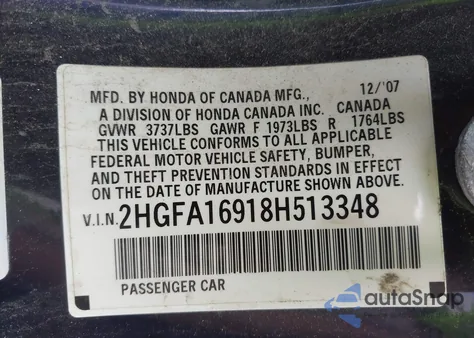 MFD. BY HONDA OF CANADA MFG., 12/'07
A DIVISION OF HONDA CANADA INC. CANADA
GVWR 3737LBS GAWR F 1973LBS R 1764LBS
THIS VEHICLE CONFORMS TO ALL APPLICABLE
FEDERAL MOTOR VEHICLE SAFETY, BUMPER,
AND THEFT PREVENTION STANDARDS IN EFFECT
ON THE DATE OF MANUFACTURE SHOWN ABOVE.
V.I.N. 2HGFA16918H513348
PASSENGER CAR
autoSnap